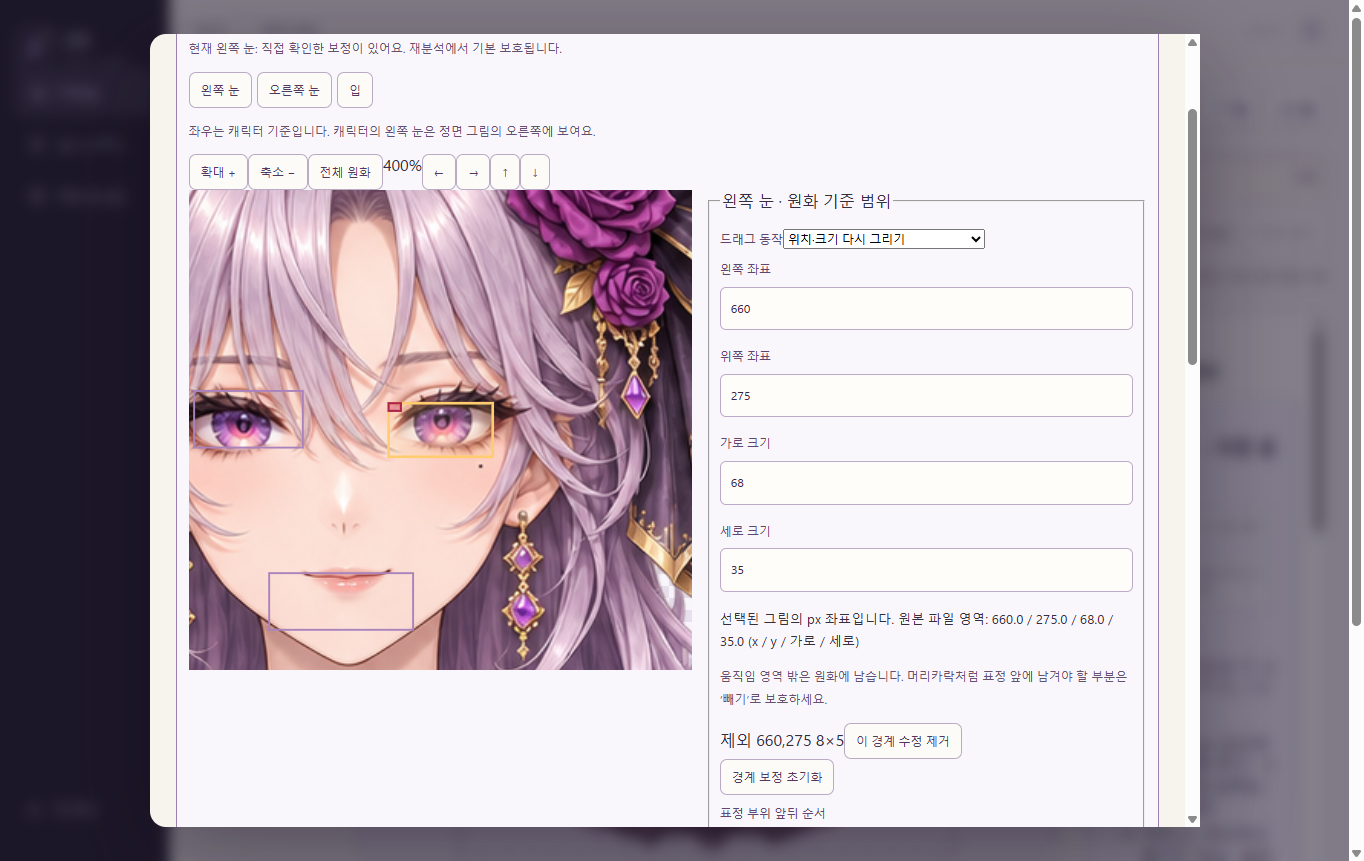 현재 왼쪽 눈: 직접 확인한 보정이 있어요. 재분석에서 기본 보호됩니다.
왼쪽 눈 오른쪽 눈 입
좌우는 캐릭터 기준입니다. 캐릭터의 왼쪽 눈은 정면 그림의 오른쪽에 보여요.
확대 + 축소 − 전체 원화 400% ← → ↑ ↓
왼쪽 눈 · 원화 기준 범위
드래그 동작 위치·크기 다시 그리기
왼쪽 좌표
660
위쪽 좌표
275
가로 크기
68
세로 크기
35
선택된 그림의 px 좌표입니다. 원본 파일 영역: 660.0 / 275.0 / 68.0 /
35.0 (x / y / 가로 / 세로)
움직임 영역 밖은 원화에 남습니다. 머리카락처럼 표정 앞에 남겨야 할 부분은
‘빼기’로 보호하세요.
제외 660,275 8×5 이 경계 수정 제거
경계 보정 초기화
표정 부위 앞뒤 순서